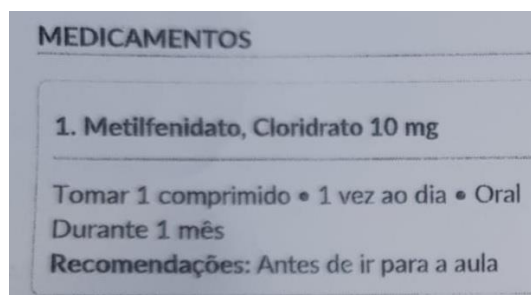 MEDICAMENTOS
1. Metilfenidato, Cloridrato 10 mg
Tomar 1 comprimido • 1 vez ao dia • Oral
Durante 1 mês
Recomendações: Antes de ir para a aula